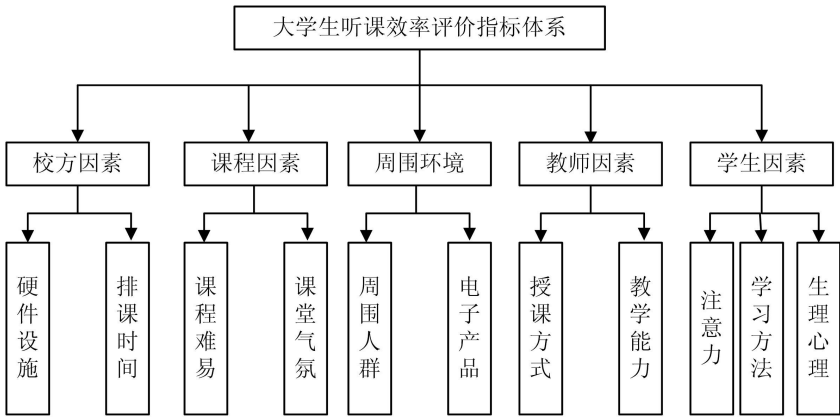 大学生听课效率评价指标体系
校方因素
课程因素
周围环境
教师因素
学生因素
硬件设施
排课时间
课程难易
课堂气氛
周围人群
电子产品
授课方式
教学能力
注意力
学习方法
生理心理